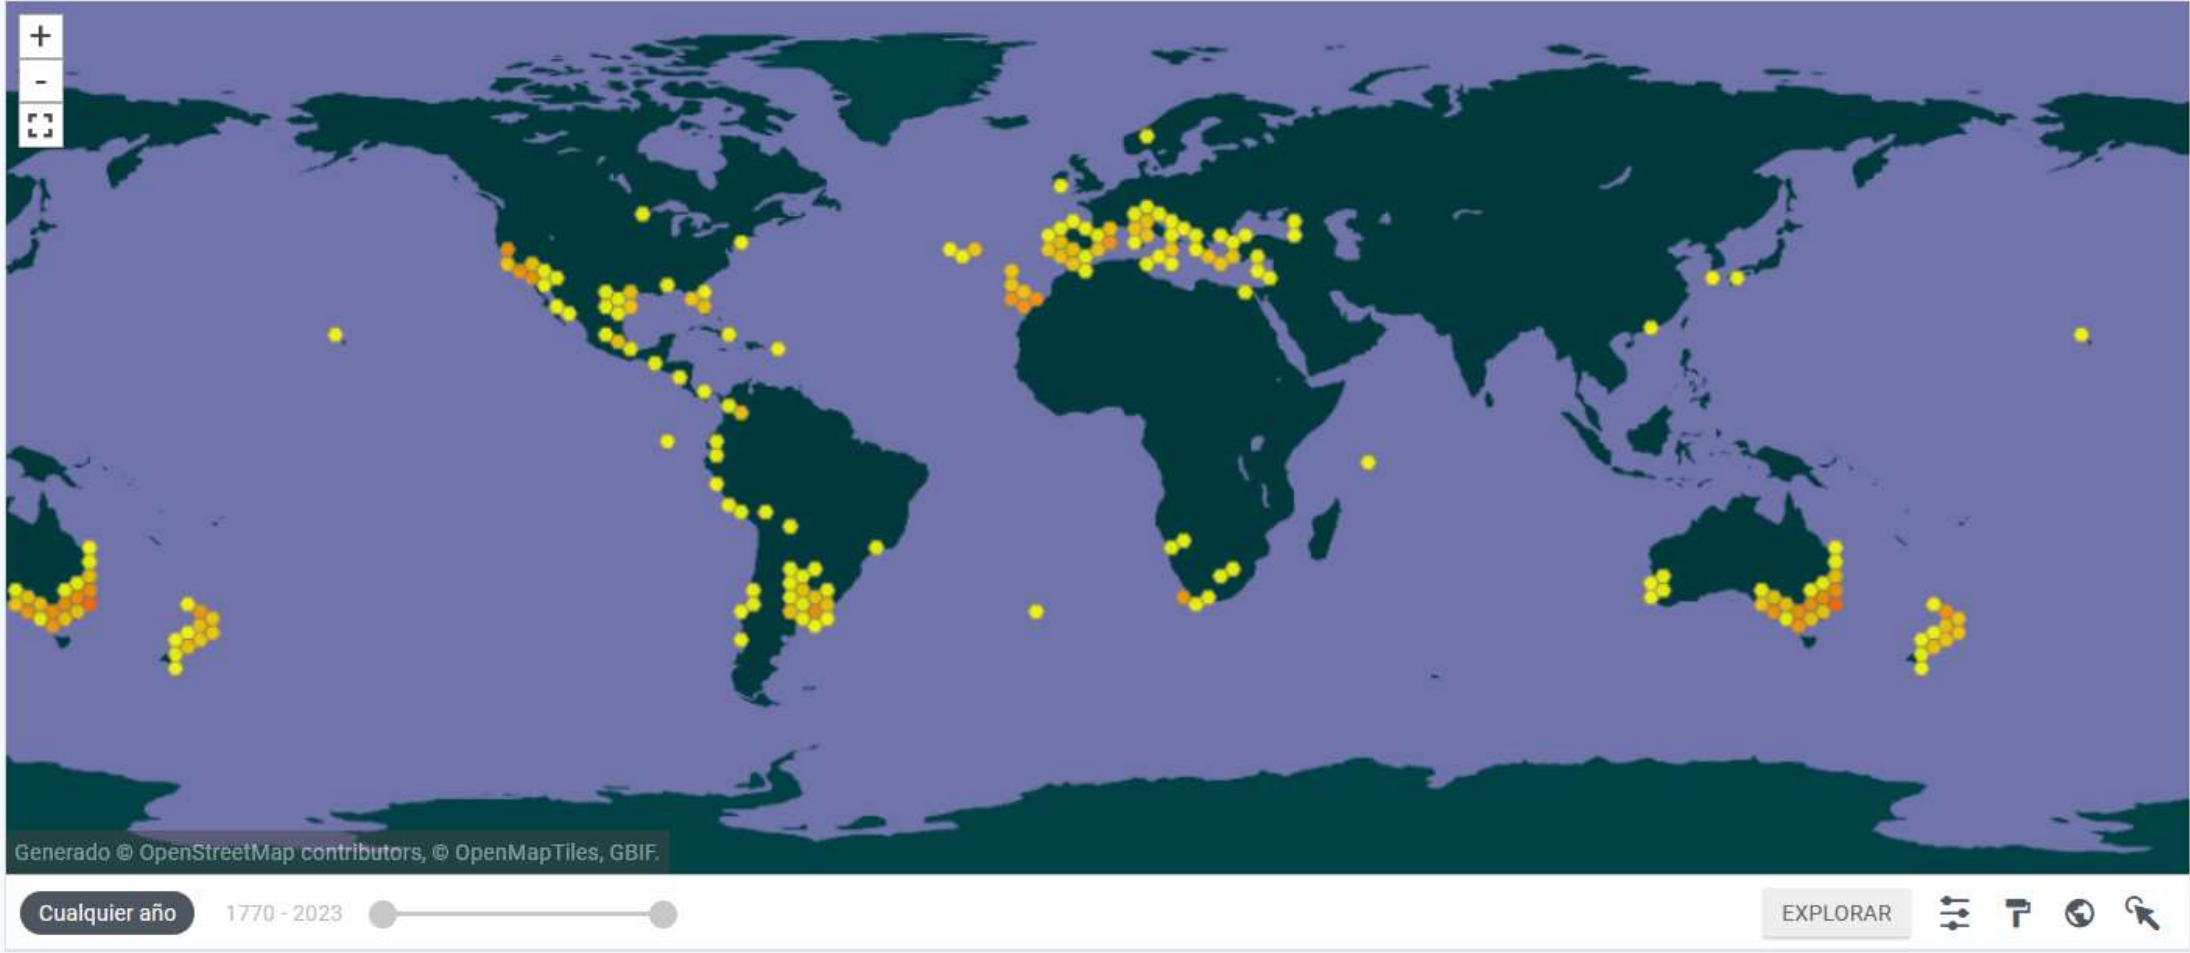 +
-
Generado © OpenStreetMap contributors, © OpenMapTiles, GBIF.
Cualquier año 1770 - 2023 EXPLORAR